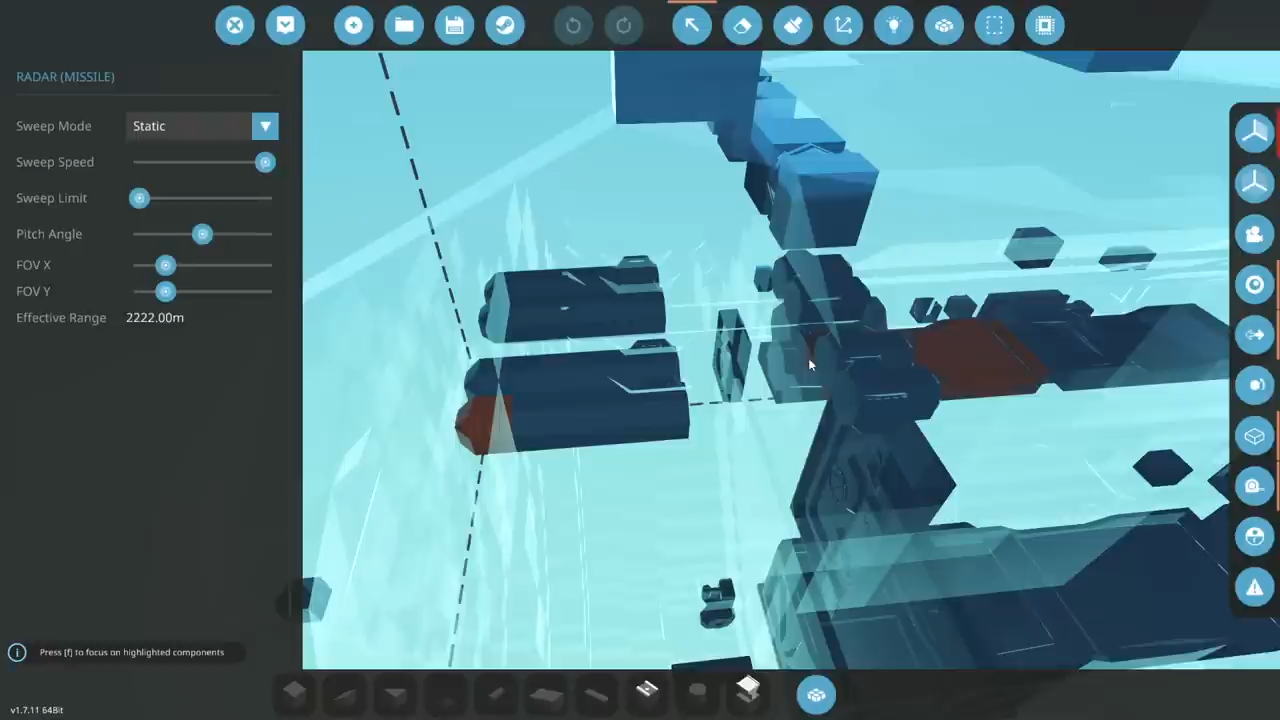 RADAR (MISSILE)
Sweep Mode
Static
Sweep Speed
Sweep Limit
Pitch Angle
FOV X
FOV Y
Effective Range
2222.00m
Press [f] to focus on highlighted components
v1.7.11 64Bit